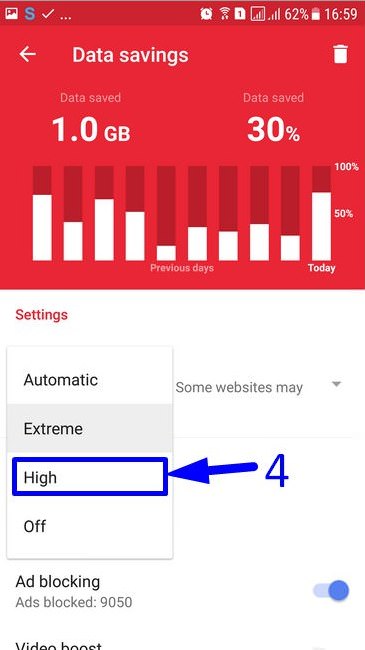 S ... 1 62% 16:59
Data savings
Data saved Data saved
1.0 GB 30%
100%
50%
Previous days Today
Settings
Automatic
Some websites may
Extreme
High 4
Off
Ad blocking
Ads blocked: 9050
Video boost